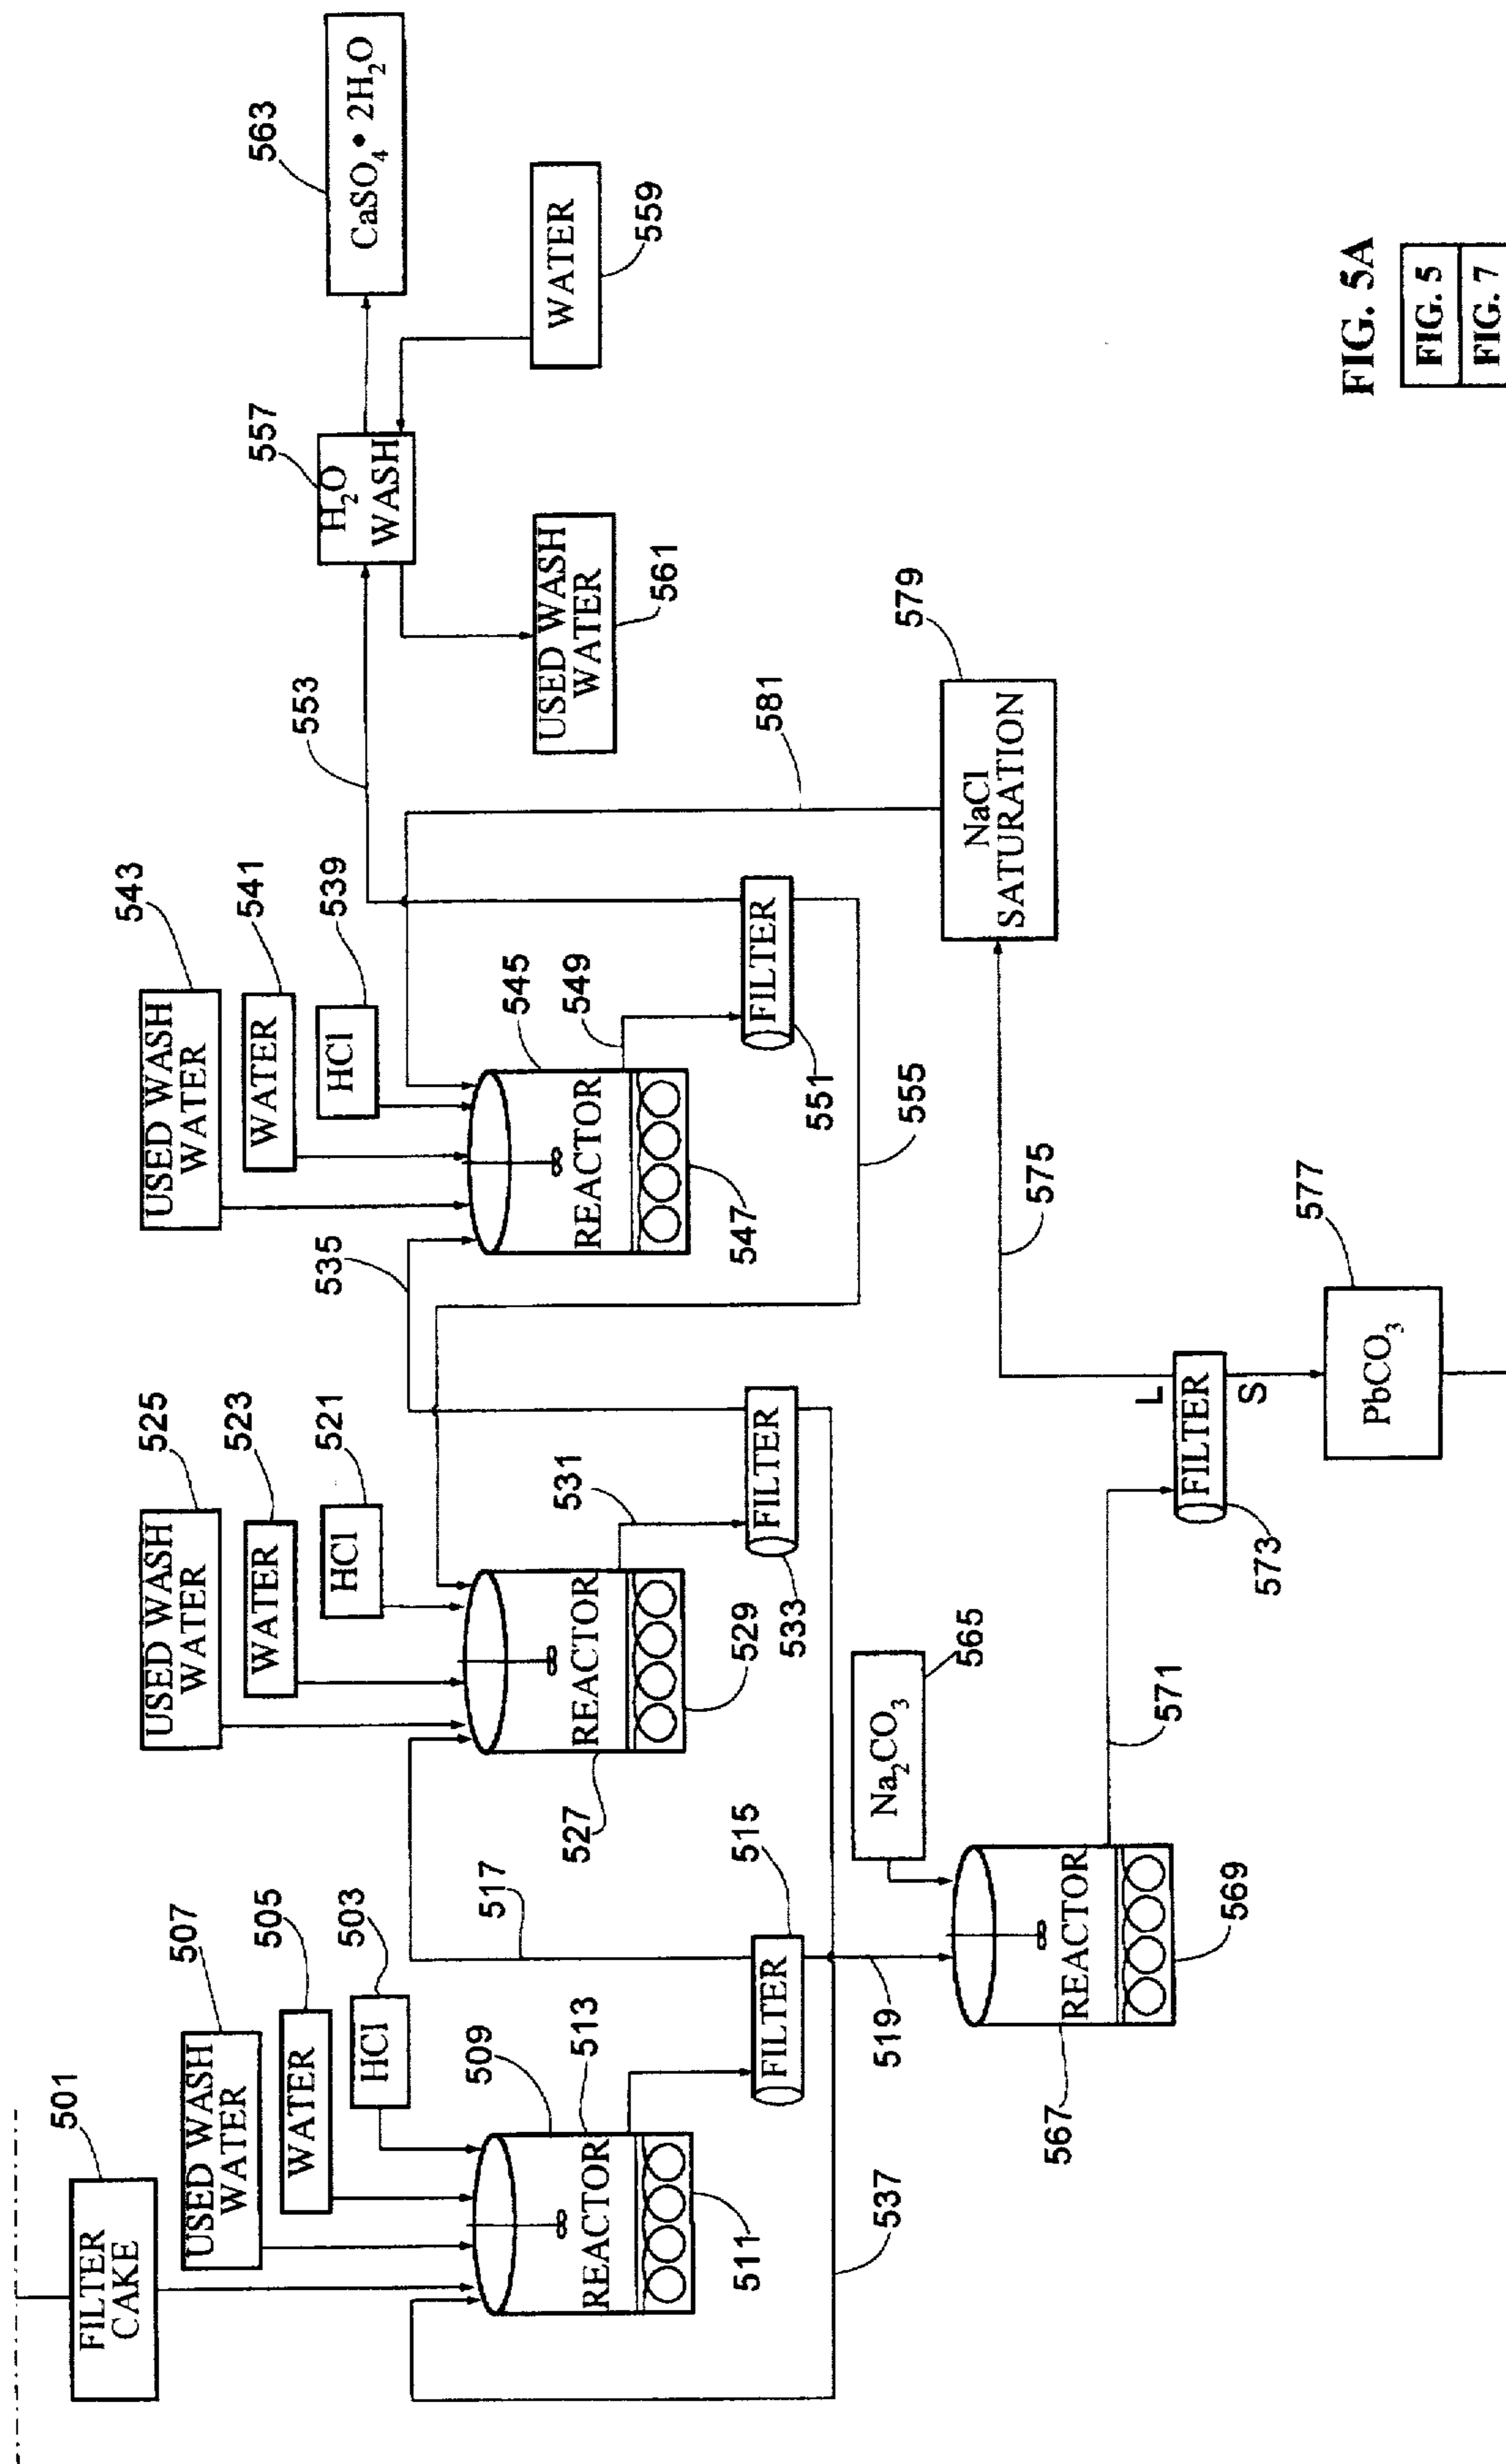 501
FILTER
CAKE
507
USED WASH
WATER
505
WATER
503
HCl
509
513
REACTOR
511
515
FILTER
517
519
537
525
USED WASH
WATER
523
WATER
521
HCl
527
REACTOR
529
531
FILTER
533
535
543
USED WASH
WATER
541
WATER
539
HCl
545
REACTOR
547
549
FILTER
551
553
555
557
H₂O
WASH
563
CaSO₄ • 2H₂O
WATER
559
USED WASH
WATER
561
Na₂CO₃
565
567
REACTOR
569
571
L
FILTER
S
573
575
577
PbCO₃
579
NaCl
SATURATION
581
FIG. 5A
FIG. 5
FIG. 7